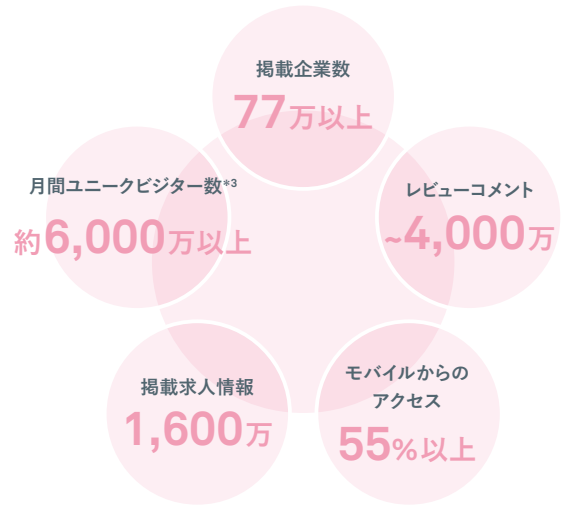 掲載企業数
77万以上
月間ユニークビジター数*3
約6,000万以上
レビューコメント
~4,000万
掲載求人情報
1,600万
モバイルからの
アクセス
55%以上